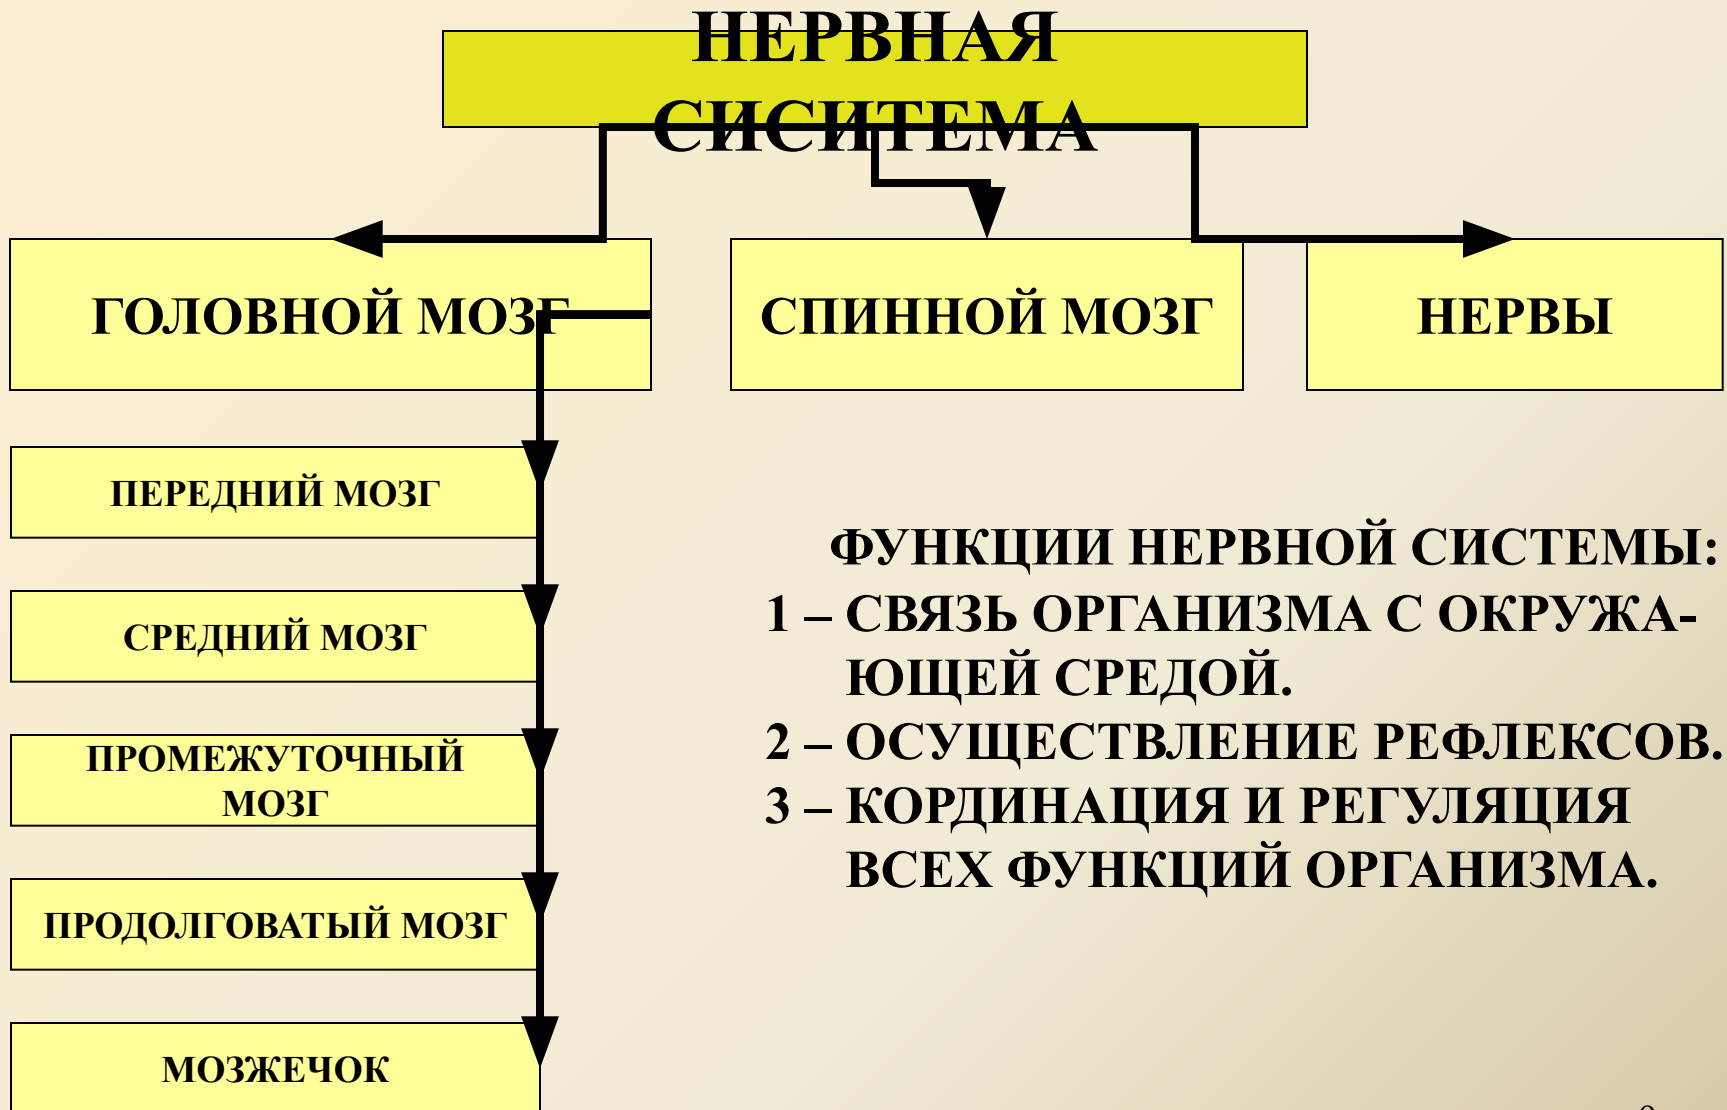 НЕРВНАЯ
СИСИТЕМА
ГОЛОВНОЙ МОЗГ
СПИННОЙ МОЗГ
НЕРВЫ
ПЕРЕДНИЙ МОЗГ
СРЕДНИЙ МОЗГ
ПРОМЕЖУТОЧНЫЙ
МОЗГ
ПРОДОЛГОВАТЫЙ МОЗГ
МОЗЖЕЧОК
ФУНКЦИИ НЕРВНОЙ СИСТЕМЫ:
1 – СВЯЗЬ ОРГАНИЗМА С ОКРУЖА-
ЮЩЕЙ СРЕДОЙ.
2 – ОСУЩЕСТВЛЕНИЕ РЕФЛЕКСОВ.
3 – КОРДИНАЦИЯ И РЕГУЛЯЦИЯ
ВСЕХ ФУНКЦИЙ ОРГАНИЗМА.